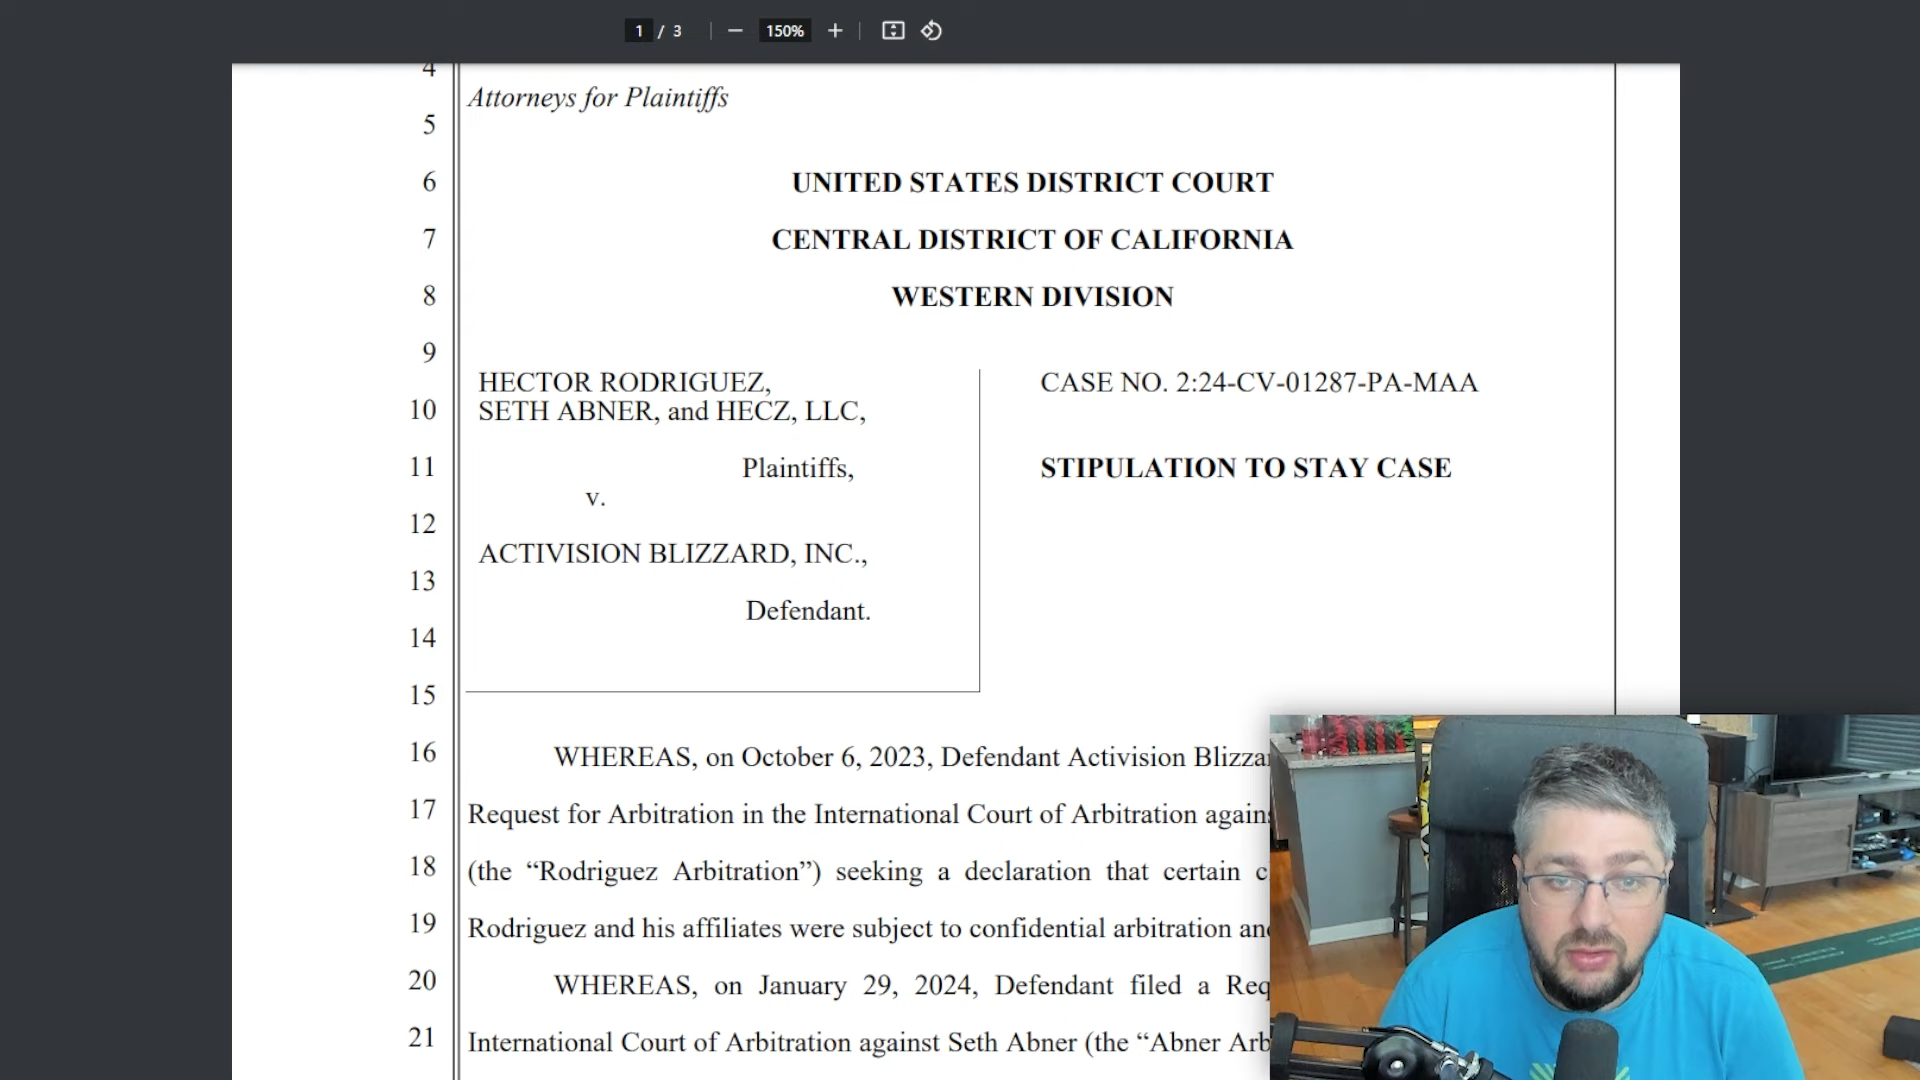 1 / 3 150%
4
Attorneys for Plaintiffs
5
6 UNITED STATES DISTRICT COURT
7 CENTRAL DISTRICT OF CALIFORNIA
8 WESTERN DIVISION
9
HECTOR RODRIGUEZ, CASE NO. 2:24-CV-01287-PA-MAA
10 SETH ABNER, and HECZ, LLC,
11 Plaintiffs, STIPULATION TO STAY CASE
v.
12
ACTIVISION BLIZZARD, INC.,
13
Defendant.
14
15
16 WHEREAS, on October 6, 2023, Defendant Activision
17 Request for Arbitration in the International Court of Arbitration
18 (the “Rodriguez Arbitration”) seeking a declaration that certain
19 Rodriguez and his affiliates were subject to confidential arbitration
20 WHEREAS, on January 29, 2024, Defendant filed a
21 International Court of Arbitration against Seth Abner (the “Abner